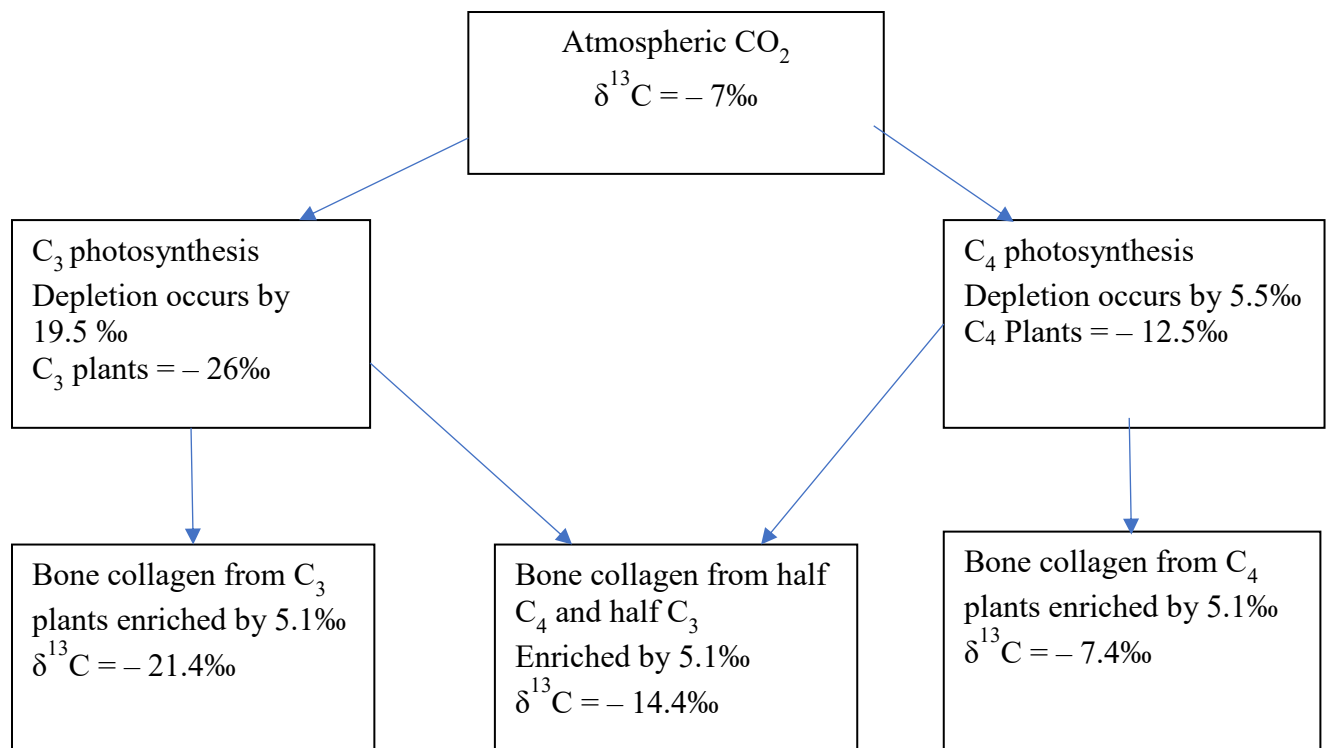 Atmospheric CO₂
δ¹³C = – 7‰
C₃ photosynthesis
Depletion occurs by
19.5 ‰
C₃ plants = – 26‰
C₄ photosynthesis
Depletion occurs by 5.5‰
C₄ Plants = – 12.5‰
Bone collagen from C₃
plants enriched by 5.1‰
δ¹³C = – 21.4‰
Bone collagen from half
C₄ and half C₃
Enriched by 5.1‰
δ¹³C = – 14.4‰
Bone collagen from C₄
plants enriched by 5.1‰
δ¹³C = – 7.4‰